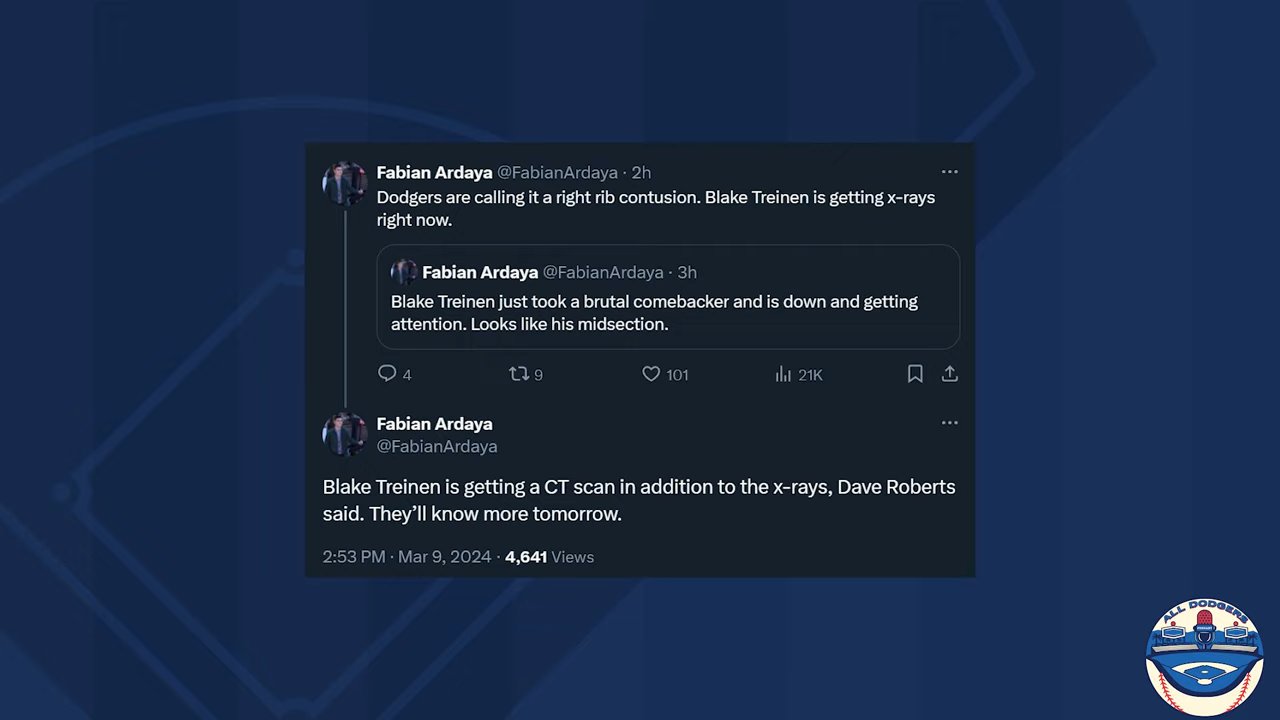 Fabian Ardaya @FabianArdaya · 2h
Dodgers are calling it a right rib contusion. Blake Treinen is getting x-rays
right now.
Fabian Ardaya @FabianArdaya · 3h
Blake Treinen just took a brutal comebacker and is down and getting
attention. Looks like his midsection.
4 9 101 21K
Fabian Ardaya
@FabianArdaya
Blake Treinen is getting a CT scan in addition to the x-rays, Dave Roberts
said. They’ll know more tomorrow.
2:53 PM · Mar 9, 2024 · 4,641 Views
ALL DODGERS
PODCAST